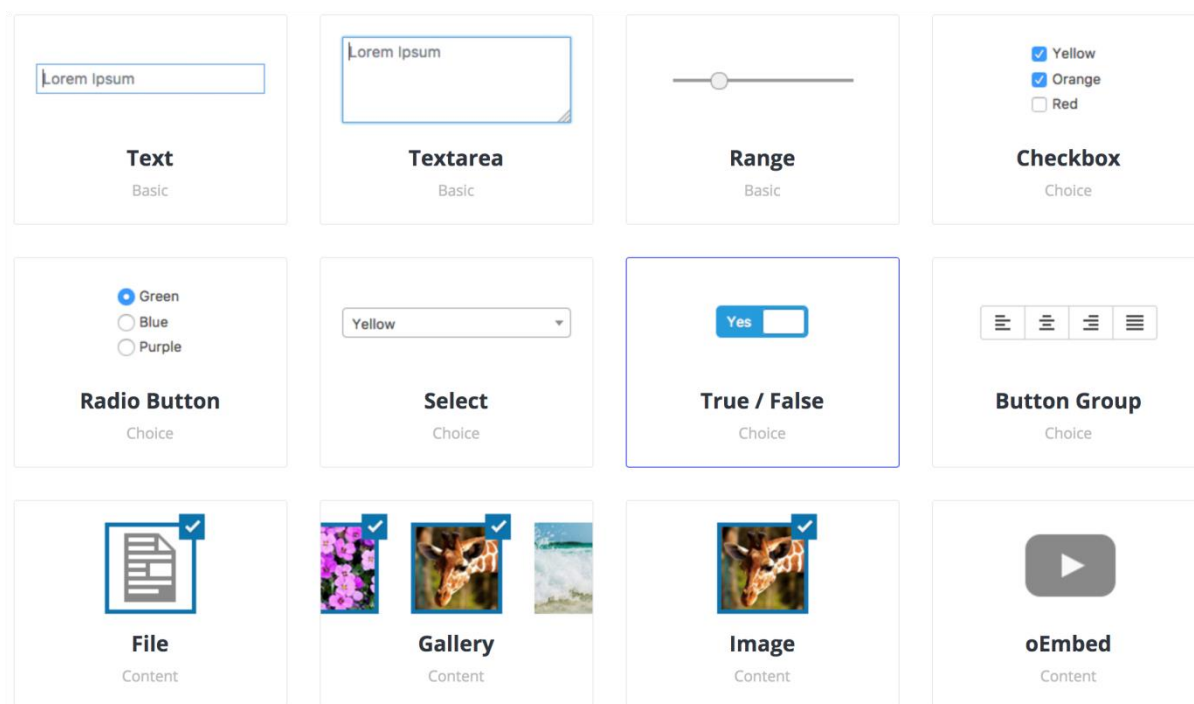 Lorem Ipsum
Text
Basic
Lorem Ipsum
Textarea
Basic
Range
Basic
Yellow
Orange
Red
Checkbox
Choice
Green
Blue
Purple
Radio Button
Choice
Yellow
Select
Choice
Yes
True / False
Choice
Button Group
Choice
File
Content
Gallery
Content
Image
Content
oEmbed
Content